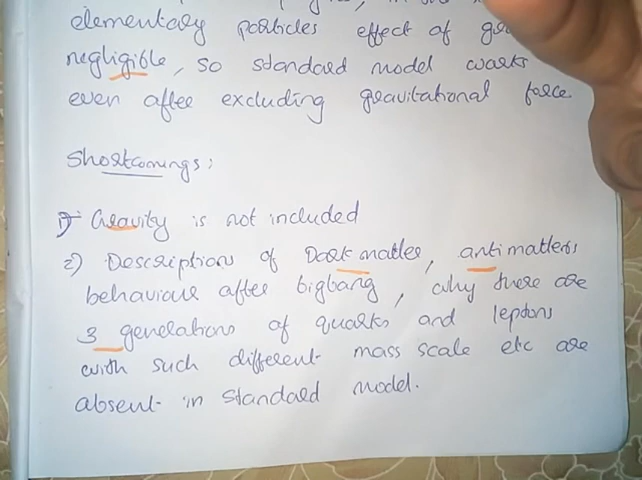 elementary particles effect of
negligible, so standard model works
even after excluding gravitational force
Shortcomings:
1) Gravity is not included
2) Description of Dark matter, antimatter's
behaviour after bigbang, why there are
3 generations of quarks and leptons
with such different mass scale etc are
absent in standard model.